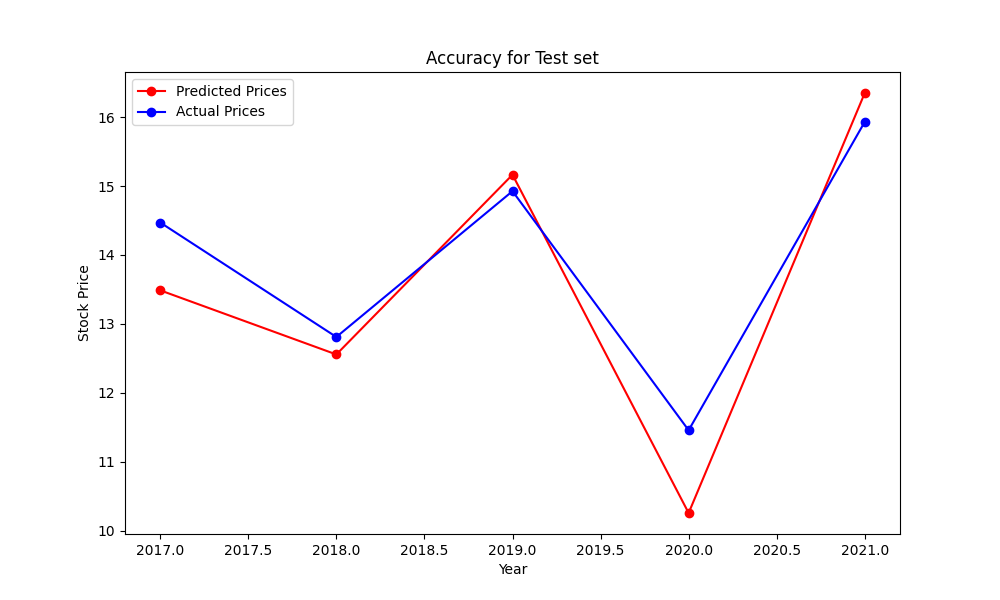 Accuracy for Test set
Predicted Prices
Actual Prices
Stock Price
16
15
14
13
12
11
10
2017.0 2017.5 2018.0 2018.5 2019.0 2019.5 2020.0 2020.5 2021.0
Year